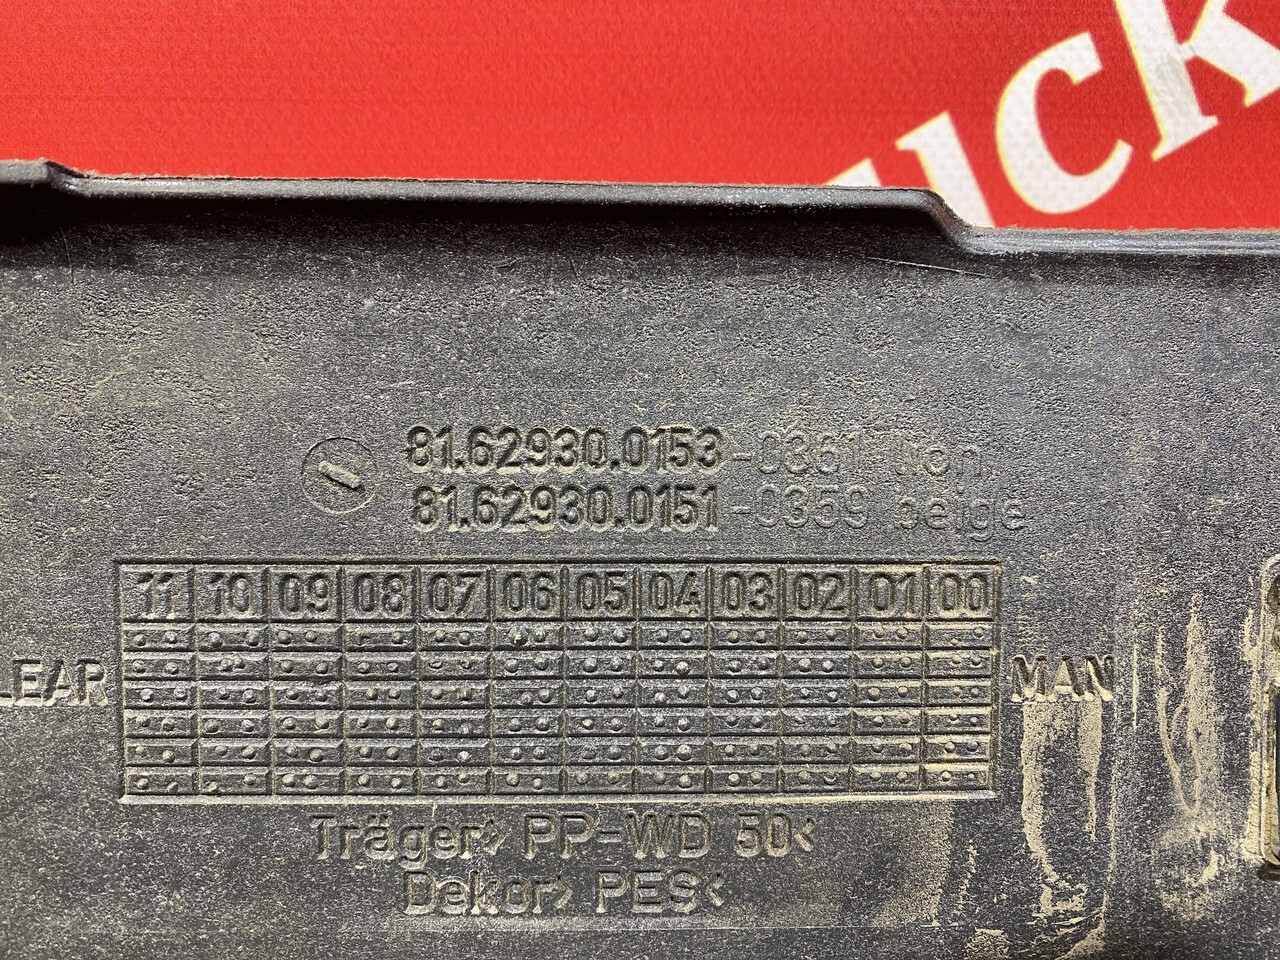 uck
81.62930.0153-0361
81.62930.0151-0359 beige
11 10 09 08 07 06 05 04 03 02 01 00
LEAR
MAN
Träger> PP-WD 50<
Dekor> PES<